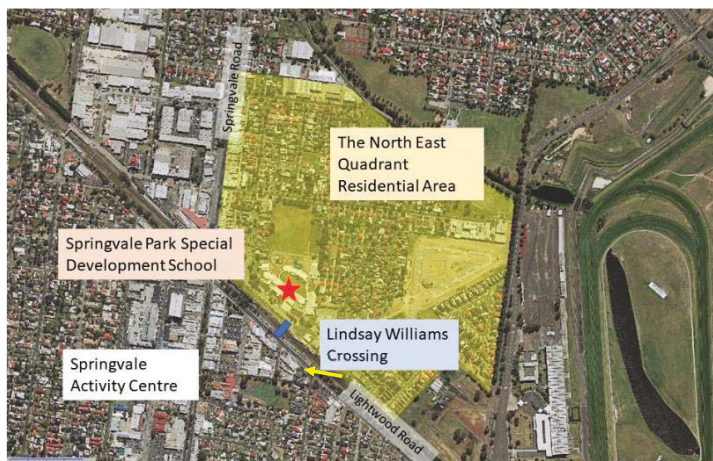 Springvale Road
The North East
Quadrant
Residential Area
Springvale Park Special
Development School
Lindsay Williams
Crossing
Springvale
Activity Centre
Lightwood Road